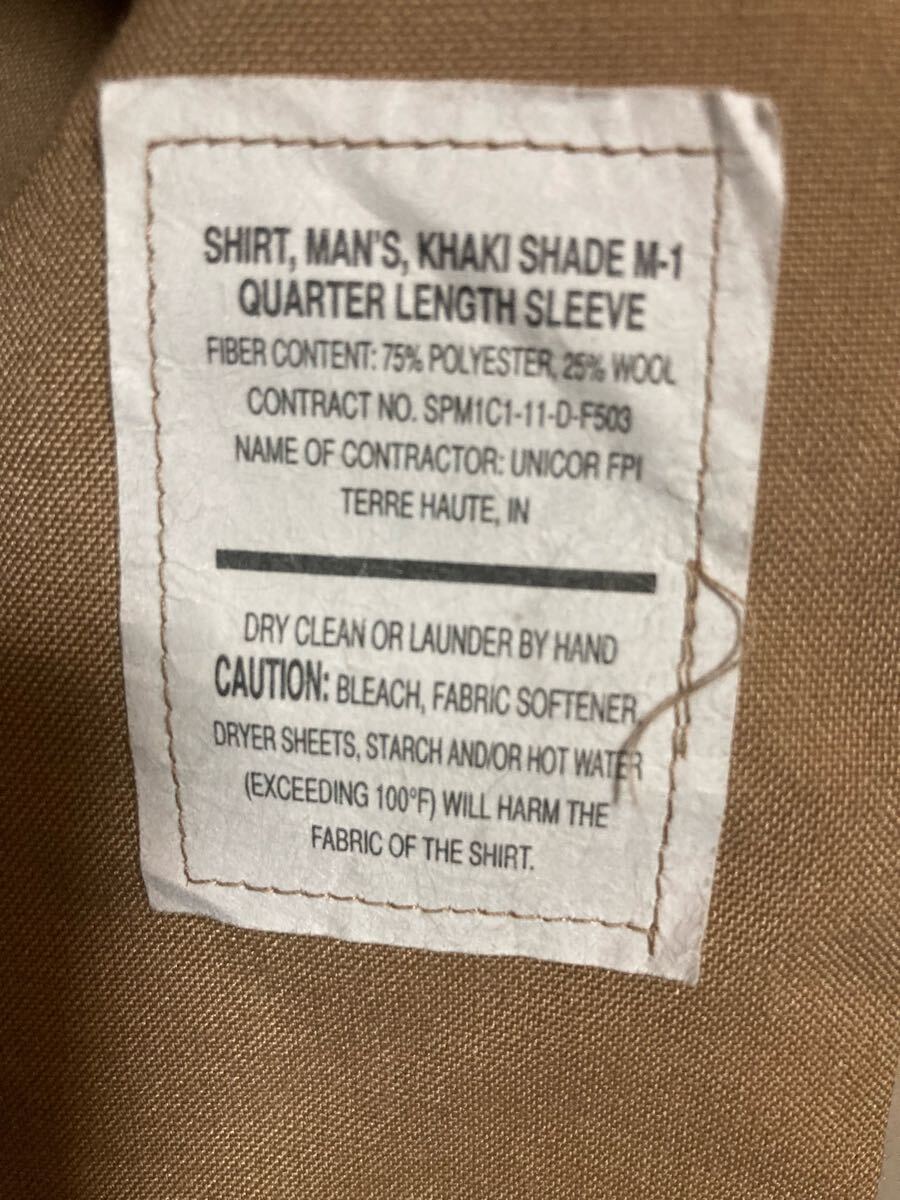 SHIRT, MAN'S, KHAKI SHADE M-1
QUARTER LENGTH SLEEVE
FIBER CONTENT: 75% POLYESTER, 25% WOOL
CONTRACT NO. SPM1C1-11-D-F503
NAME OF CONTRACTOR: UNICOR FPI
TERRE HAUTE, IN
DRY CLEAN OR LAUNDER BY HAND
CAUTION: BLEACH, FABRIC SOFTENER,
DRYER SHEETS, STARCH AND/OR HOT WATER
(EXCEEDING 100°F) WILL HARM THE
FABRIC OF THE SHIRT.